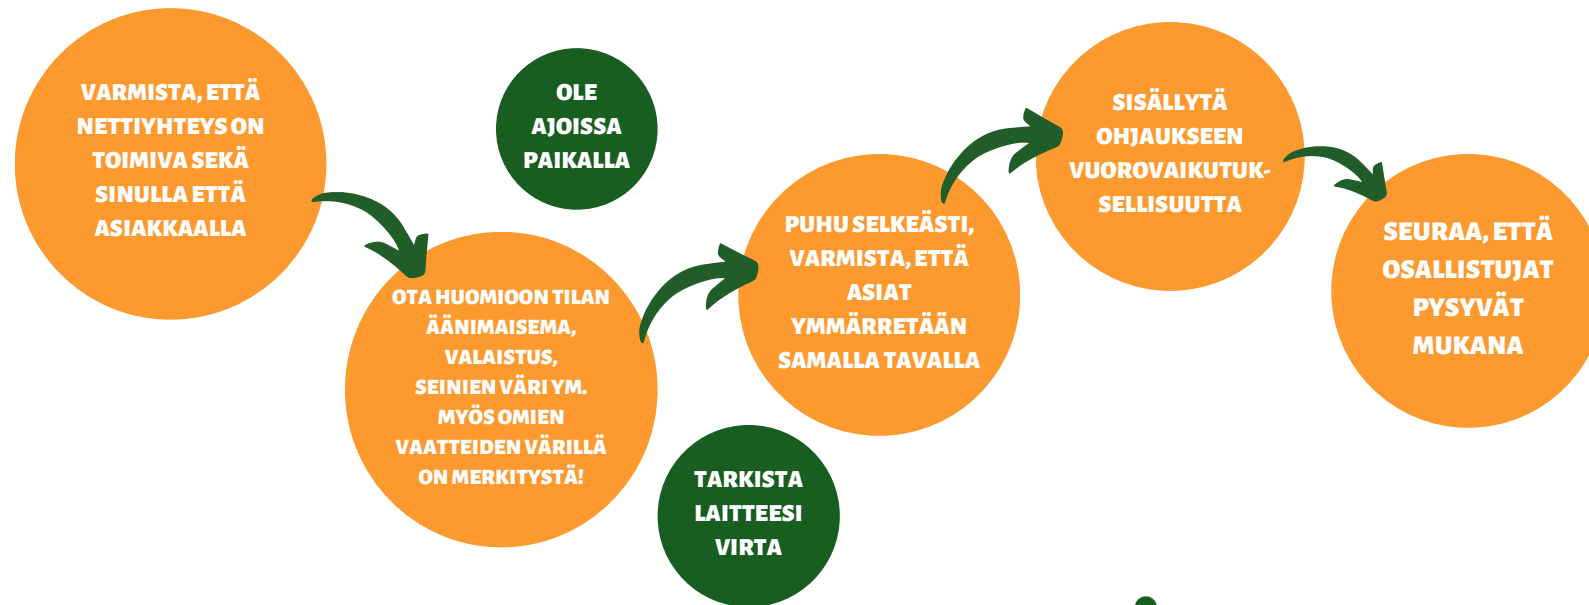 VARMISTA, ETTÄ
NETTIYHTEYS ON
TOIMIVA SEKÄ
SINULLA ETTÄ
ASIAKKAALLA
OLE
AJOISSA
PAIKALLA
OTA HUOMIOON TILAN
ÄÄNIMAISEMA,
VALAISTUS,
SEINIEN VÄRI YM.
MYÖS OMIEN
VAATTEIDEN VÄRILLÄ
ON MERKITYSTÄ!
TARKISTA
LAITTEESI
VIRTA
PUHU SELKEÄSTI,
VARMISTA, ETTÄ
ASIAT
YMMÄRRETÄÄN
SAMALLA TAVALLA
SISÄLLYTÄ
OHJAUKSEEN
VUOROVAIKUTUK-
SELLISUUTTA
SEURAA, ETTÄ
OSALLISTUJAT
PYSYVÄT
MUKANA